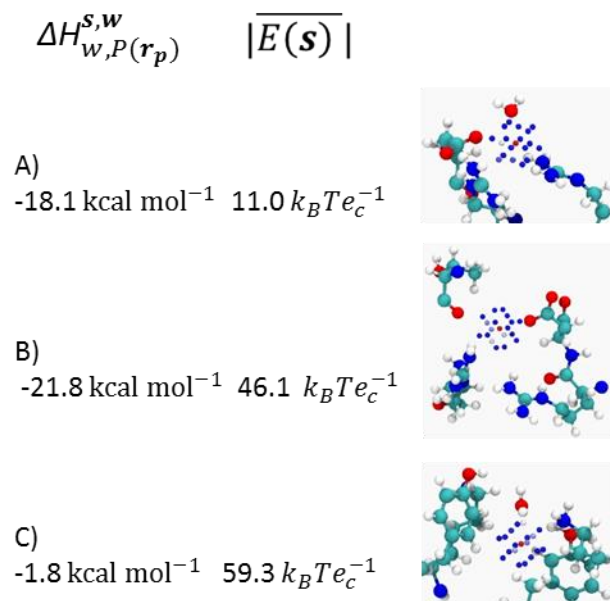 ΔH^{s,w}_{w,P(r_p)} |\overline{E(s)}|
A)
-18.1 kcal mol⁻¹ 11.0 k_BTe_c⁻¹
B)
-21.8 kcal mol⁻¹ 46.1 k_BTe_c⁻¹
C)
-1.8 kcal mol⁻¹ 59.3 k_BTe_c⁻¹